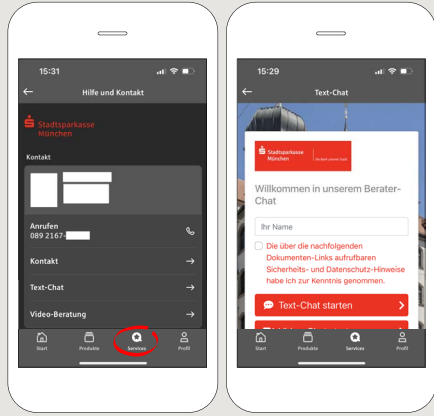 15:31
Hilfe und Kontakt
Stadtsparkasse
München
Kontakt
Anrufen
089 2167-
Kontakt
Text-Chat
Video-Beratung
Start
Produkte
Services
Profil
15:29
Text-Chat
Stadtsparkasse
München
Willkommen in unserem Berater-
Chat
Ihr Name
Die über die nachfolgenden
Dokumenten-Links aufrufbaren
Sicherheits- und Datenschutz-Hinweise
habe ich zur Kenntnis genommen.
Text-Chat starten
Start
Produkte
Services
Profil